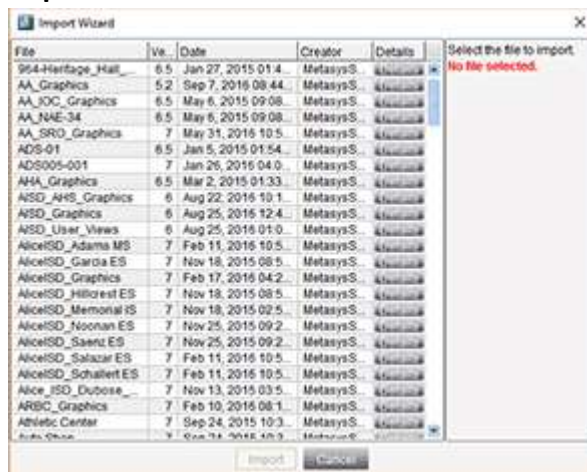 Import Wizard
File Ve... Date Creator Details
964-Heritage_Hall_... 6.5 Jan 27, 2015 01:4... MetasysS...
AA_Graphics 5.2 Sep 7, 2016 08:44... MetasysS...
AA_IOC_Graphics 6.5 May 6, 2015 09:08... MetasysS...
AA_NAE-34 6.5 May 6, 2015 09:08... MetasysS...
AA_SRO_Graphics 7 May 31, 2016 10:5... MetasysS...
ADS-01 6.5 Jan 5, 2015 01:54... MetasysS...
ADS005-001 7 Jan 26, 2016 04:0... MetasysS...
AHA_Graphics 6.5 Mar 2, 2015 01:33... MetasysS...
AISD_AHS_Graphics 6 Aug 22, 2016 10:1... MetasysS...
AISD_Graphics 6 Aug 25, 2016 12:4... MetasysS...
AISD_User_Views 6 Aug 25, 2016 01:0... MetasysS...
AliceISD_Adams MS 7 Feb 11, 2016 10:5... MetasysS...
AliceISD_Garcia ES 7 Nov 18, 2015 08:5... MetasysS...
AliceISD_Graphics 7 Feb 17, 2016 04:2... MetasysS...
AliceISD_Hillcrest ES 7 Nov 18, 2015 08:5... MetasysS...
AliceISD_Memorial IS 7 Nov 18, 2015 02:5... MetasysS...
AliceISD_Noonan ES 7 Nov 25, 2015 09:2... MetasysS...
AliceISD_Saenz ES 7 Nov 25, 2015 09:2... MetasysS...
AliceISD_Salazar ES 7 Feb 11, 2016 10:5... MetasysS...
AliceISD_Schallert ES 7 Feb 11, 2016 10:5... MetasysS...
Alice_ISD_Dubose_... 7 Nov 13, 2015 03:5... MetasysS...
ARBC_Graphics 7 Feb 10, 2016 08:1... MetasysS...
Athletic Center 7 Sep 24, 2015 10:3... MetasysS...
Select the file to import.
No file selected.
Import Cancel